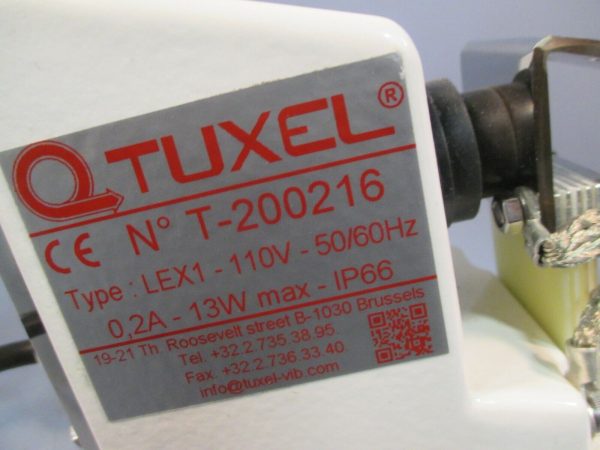 TUXEL®
CE N° T-200216
Type : LEX1 - 110V - 50/60Hz
0,2A - 13W max - IP66
19-21 Th. Roosevelt street B-1030 Brussels
Tel. +32.2.735.38.95
Fax. +32.2.736.33.40
info@tuxel-vib.com